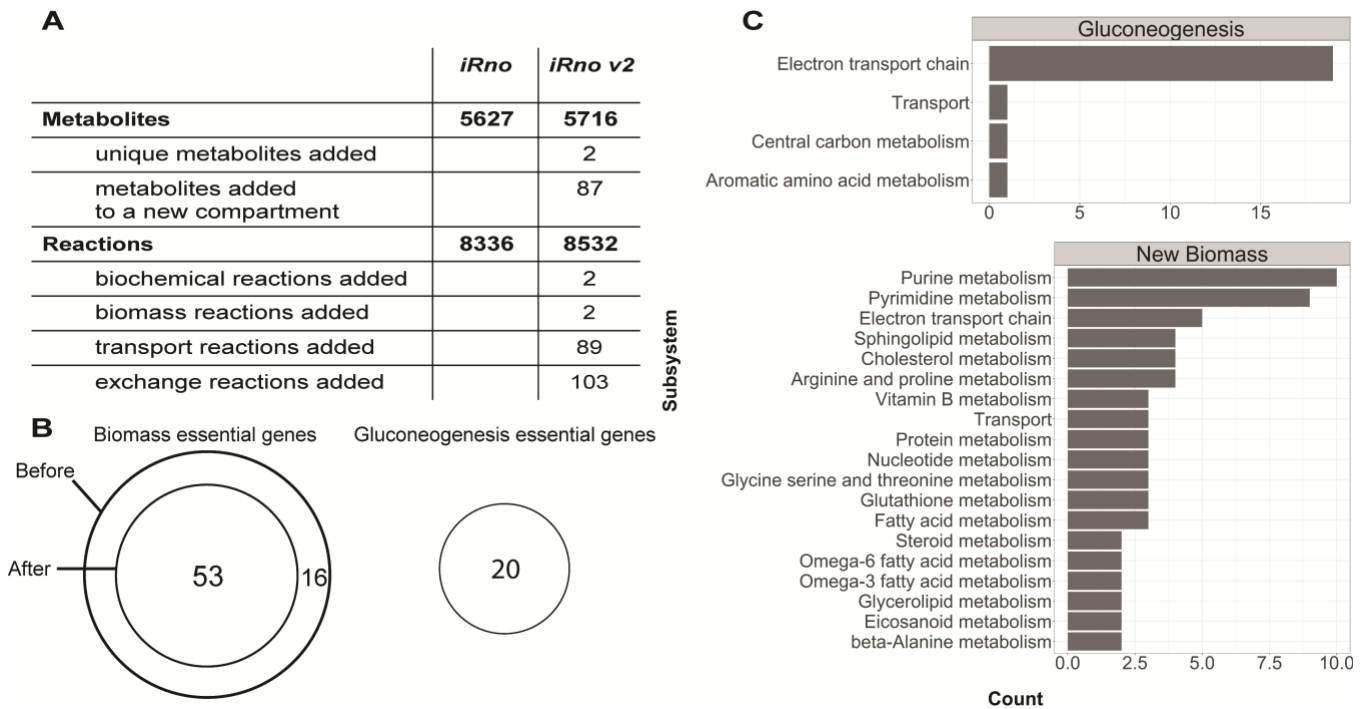 A
iRno iRno v2
Metabolites 5627 5716
unique metabolites added 2
metabolites added
to a new compartment 87
Reactions 8336 8532
biochemical reactions added 2
biomass reactions added 2
transport reactions added 89
exchange reactions added 103
B
Biomass essential genes
Before
After
53
16
Gluconeogenesis essential genes
20
C
Subsystem
Gluconeogenesis
Electron transport chain
Transport
Central carbon metabolism
Aromatic amino acid metabolism
0 5 10 15
New Biomass
Purine metabolism
Pyrimidine metabolism
Electron transport chain
Sphingolipid metabolism
Cholesterol metabolism
Arginine and proline metabolism
Vitamin B metabolism
Transport
Protein metabolism
Nucleotide metabolism
Glycine serine and threonine metabolism
Glutathione metabolism
Fatty acid metabolism
Steroid metabolism
Omega-6 fatty acid metabolism
Omega-3 fatty acid metabolism
Glycerolipid metabolism
Eicosanoid metabolism
beta-Alanine metabolism
0.0 2.5 5.0 7.5 10.0
Count